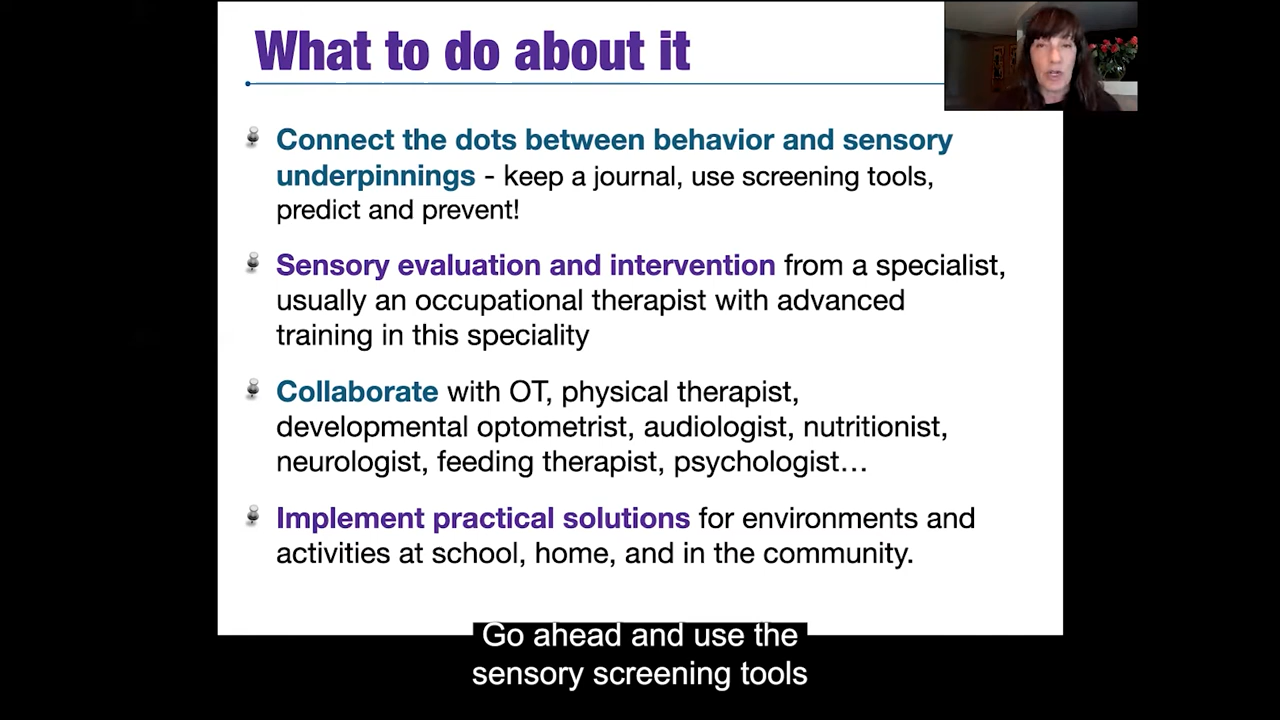 What to do about it
Connect the dots between behavior and sensory
underpinnings - keep a journal, use screening tools,
predict and prevent!
Sensory evaluation and intervention from a specialist,
usually an occupational therapist with advanced
training in this speciality
Collaborate with OT, physical therapist,
developmental optometrist, audiologist, nutritionist,
neurologist, feeding therapist, psychologist…
Implement practical solutions for environments and
activities at school, home, and in the community.
Go ahead and use the
sensory screening tools